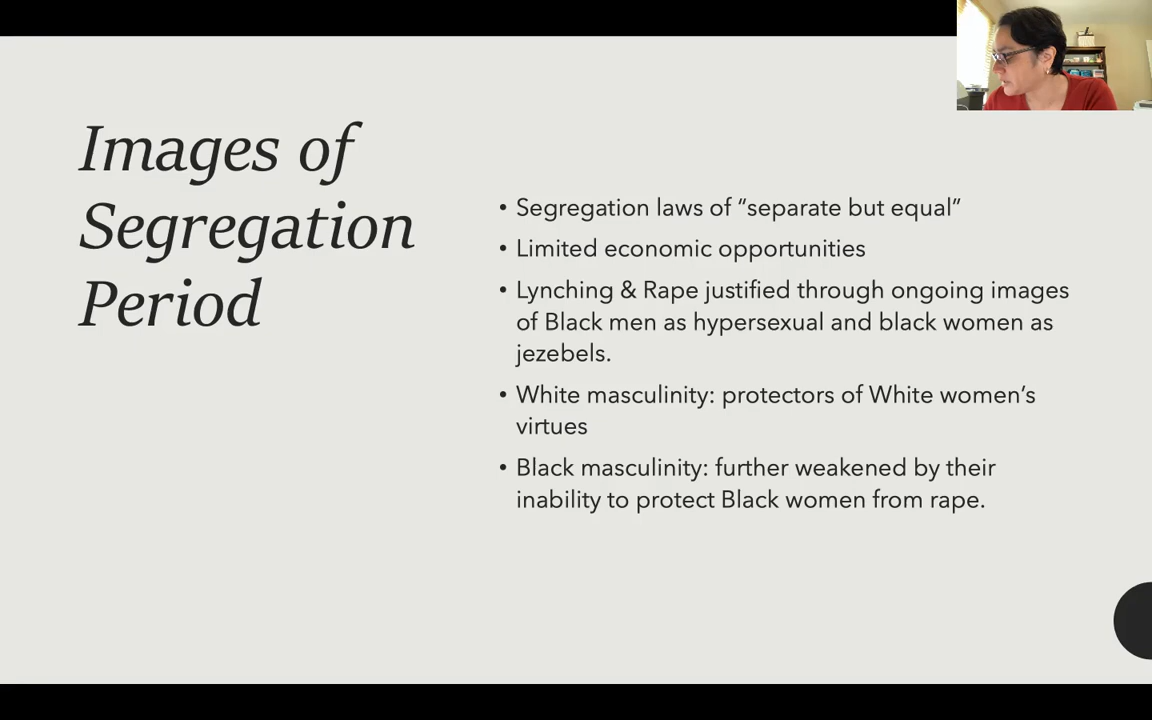 Images of
Segregation
Period
• Segregation laws of “separate but equal”
• Limited economic opportunities
• Lynching & Rape justified through ongoing images
of Black men as hypersexual and black women as
jezebels.
• White masculinity: protectors of White women’s
virtues
• Black masculinity: further weakened by their
inability to protect Black women from rape.